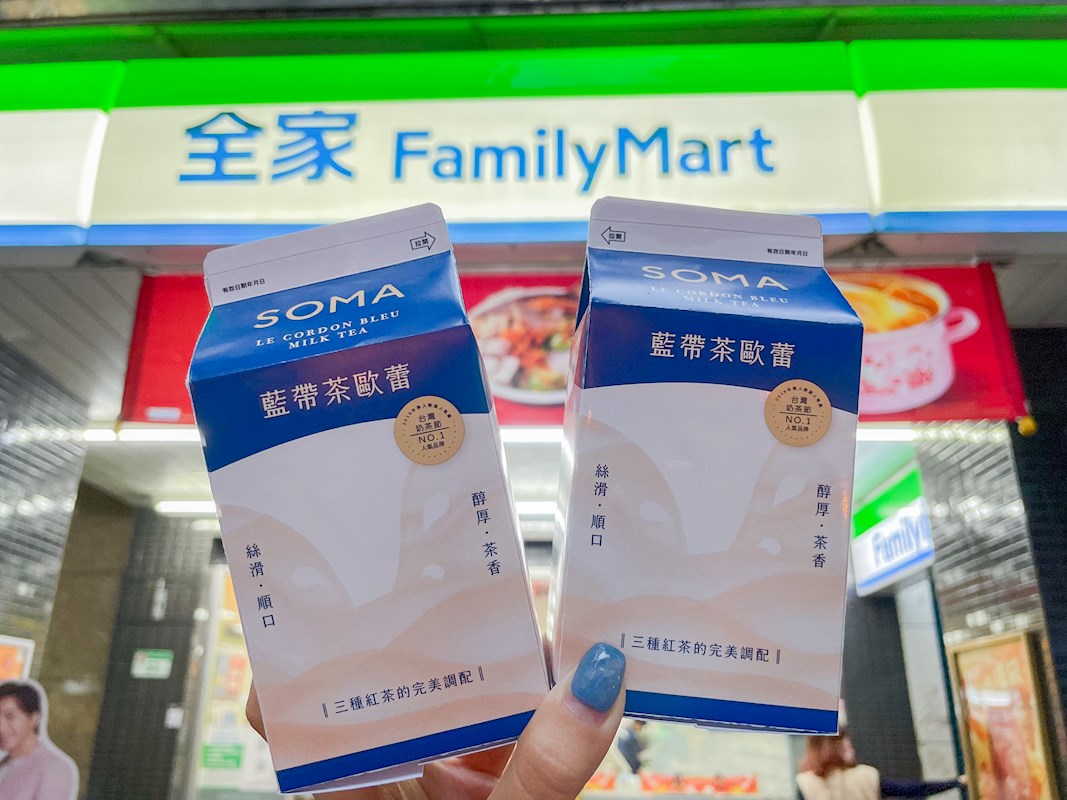 全家 FamilyMart
拉開
有效日期年月日
SOMA
LE CORDON BLEU
MILK TEA
藍帶茶歐蕾
台灣
奶茶節
NO.1
人氣品牌
醇厚·茶香
絲滑·順口
三種紅茶的完美調配
拉開
有效日期年月日
SOMA
LE CORDON BLEU
MILK TEA
藍帶茶歐蕾
台灣
奶茶節
NO.1
人氣品牌
絲滑·順口
醇厚·茶香
三種紅茶的完美調配
Family